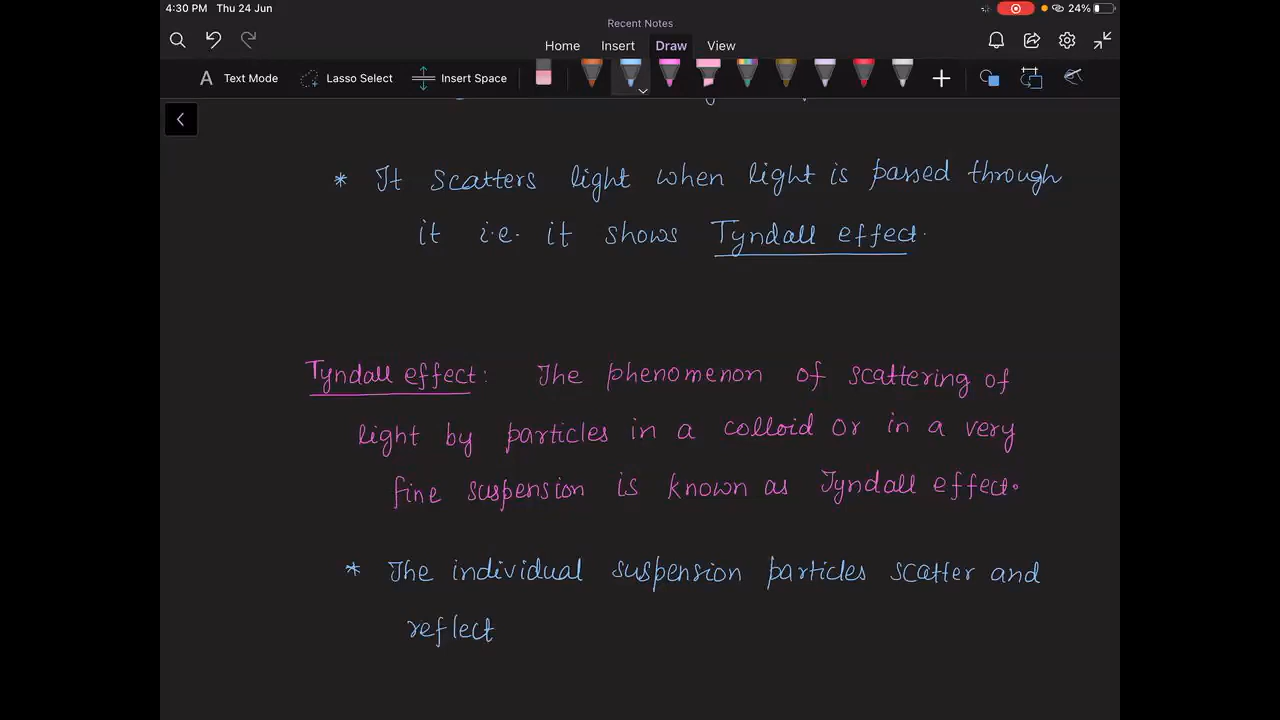 4:30 PM Thu 24 Jun
24%
Recent Notes
Home Insert Draw View
Text Mode Lasso Select Insert Space
* It scatters light when light is passed through
it i.e. it shows Tyndall effect.
Tyndall effect: The phenomenon of scattering of
light by particles in a colloid or in a very
fine suspension is known as Tyndall effect.
* The individual suspension particles scatter and
reflect